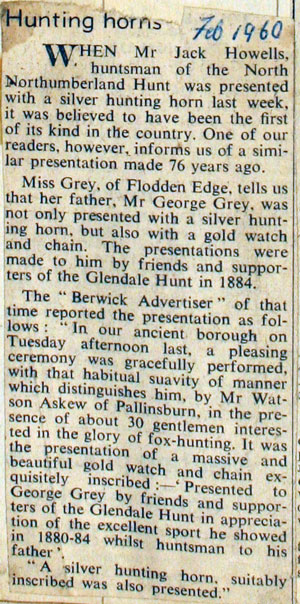 Hunting horns
Feb 1960
WHEN Mr Jack Howells,
huntsman of the North
Northumberland Hunt was presented
with a silver hunting horn last week,
it was believed to have been the first
of its kind in the country. One of our
readers, however, informs us of a simi-
lar presentation made 76 years ago.
Miss Grey, of Flodden Edge, tells us
that her father, Mr George Grey, was
not only presented with a silver hunt-
ing horn, but also with a gold watch
and chain. The presentations were
made to him by friends and suppor-
ters of the Glendale Hunt in 1884.
The "Berwick Advertiser" of that
time reported the presentation as fol-
lows: "In our ancient borough on
Tuesday afternoon last, a pleasing
ceremony was gracefully performed,
with that habitual suavity of manner
which distinguishes him, by Mr Wat-
son Askew of Pallinsburn, in the pre-
sence of about 30 gentlemen interes-
ted in the glory of fox-hunting. It was
the presentation of a massive and
beautiful gold watch and chain ex-
quisitely inscribed:—'Presented to
George Grey by friends and suppor-
ters of the Glendale Hunt in apprecia-
tion of the excellent sport he showed
in 1880-84 whilst huntsman to his
father'.
"A silver hunting horn, suitably
inscribed was also presented."